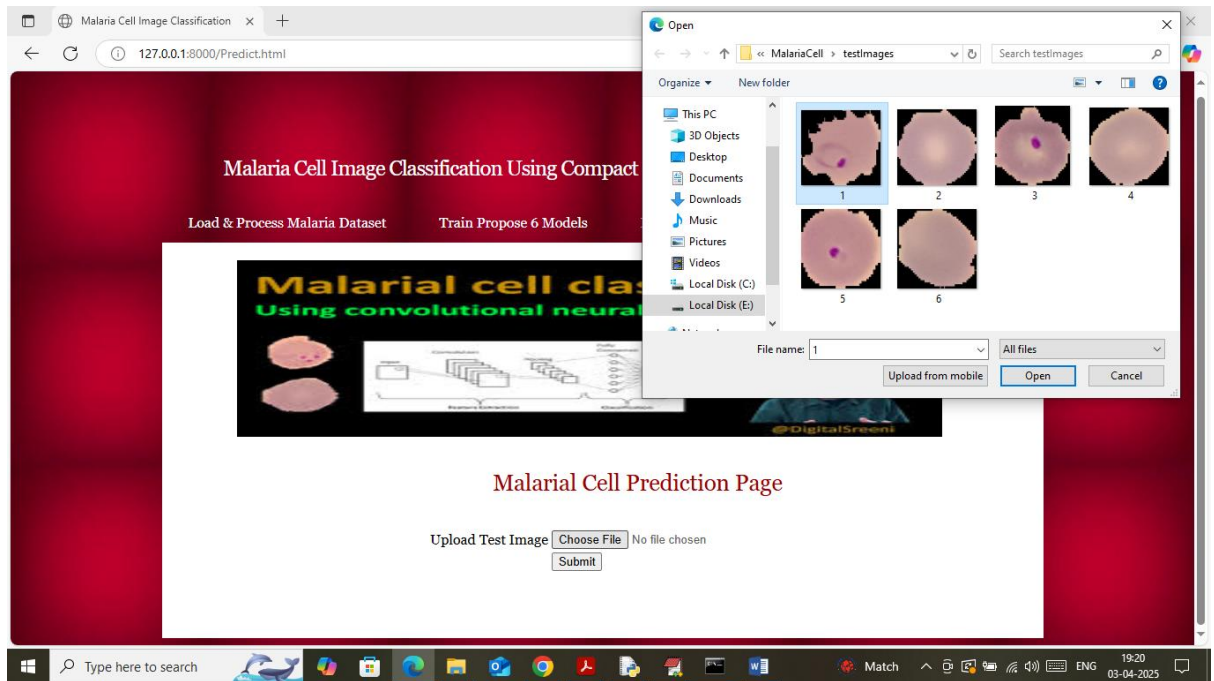 Malaria Cell Image Classification
127.0.0.1:8000/Predict.html
Malaria Cell Image Classification Using Compact
Load & Process Malaria Dataset Train Propose 6 Models
Malarial cell clas
Using convolutional neural
Feature Extraction Classification
@DigitalSreeni
Malarial Cell Prediction Page
Upload Test Image Choose File No file chosen
Submit
Open
« MalariaCell › testImages Search testImages
Organize New folder
This PC
3D Objects
Desktop
Documents
Downloads
Music
Pictures
Videos
Local Disk (C:)
Local Disk (E:)
1 2 3 4
5 6
File name: 1 All files
Upload from mobile Open Cancel
Type here to search Match ENG 19:20
03-04-2025